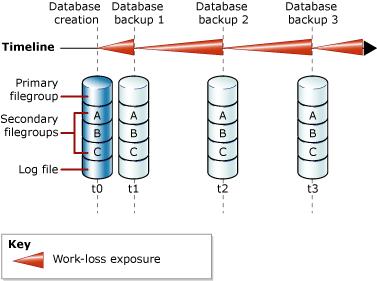 Database creation
Database backup 1
Database backup 2
Database backup 3
Timeline
Primary filegroup
Secondary filegroups
Log file
A
B
C
A
B
C
A
B
C
A
B
C
t0
t1
t2
t3
Key
Work-loss exposure